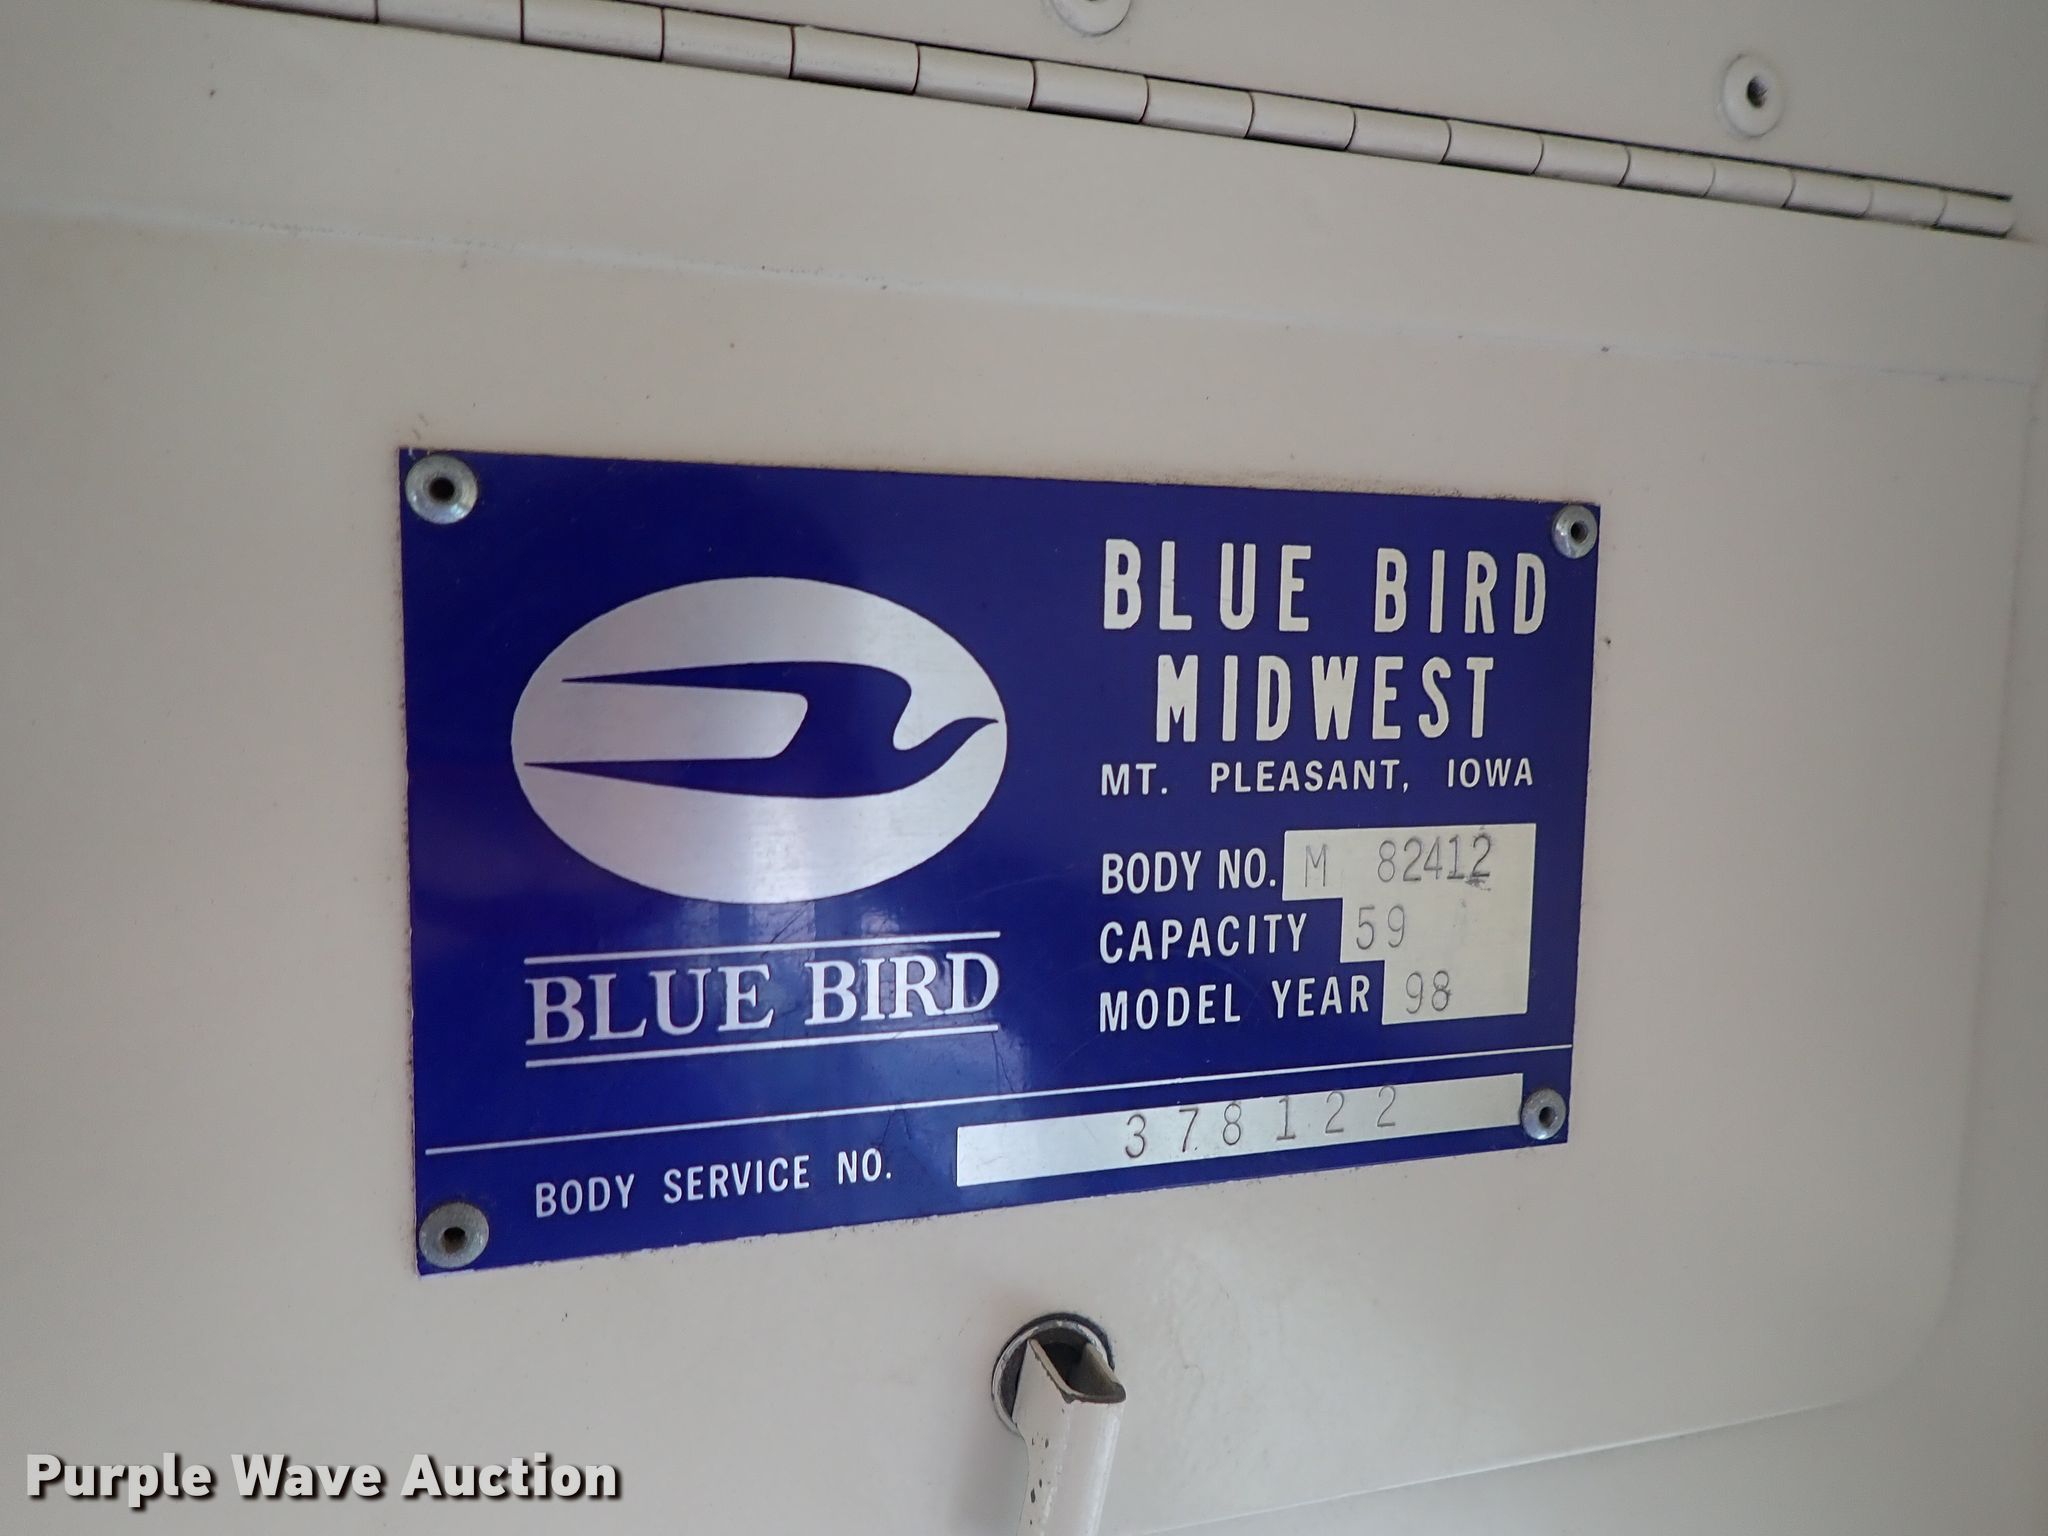 BLUE BIRD
MIDWEST
MT. PLEASANT, IOWA
BODY NO. M 82412
CAPACITY 59
MODEL YEAR 98
BLUE BIRD
BODY SERVICE NO. 378122
Purple Wave Auction